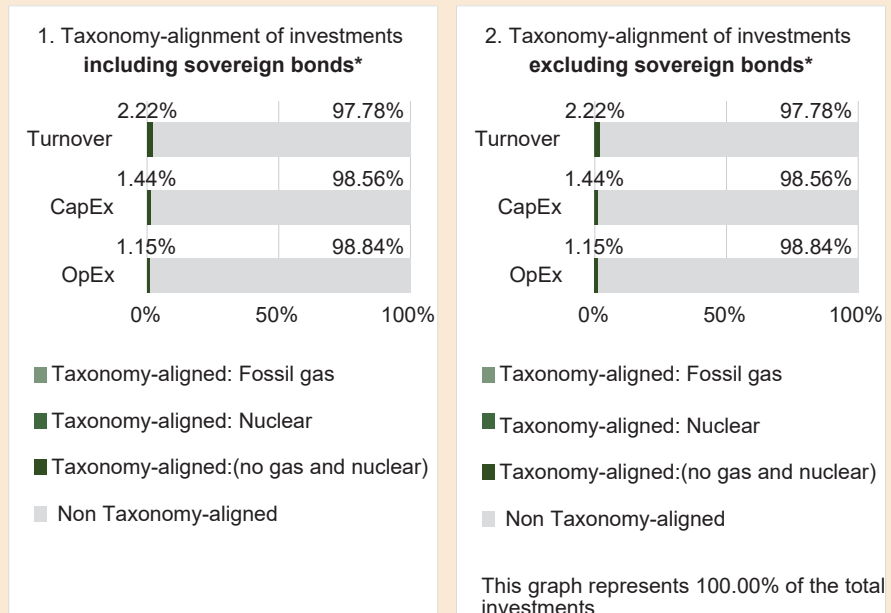 1. Taxonomy-alignment of investments
including sovereign bonds*
2.22% 97.78%
Turnover
1.44% 98.56%
CapEx
1.15% 98.84%
OpEx
0% 50% 100%
Taxonomy-aligned: Fossil gas
Taxonomy-aligned: Nuclear
Taxonomy-aligned:(no gas and nuclear)
Non Taxonomy-aligned
2. Taxonomy-alignment of investments
excluding sovereign bonds*
2.22% 97.78%
Turnover
1.44% 98.56%
CapEx
1.15% 98.84%
OpEx
0% 50% 100%
Taxonomy-aligned: Fossil gas
Taxonomy-aligned: Nuclear
Taxonomy-aligned:(no gas and nuclear)
Non Taxonomy-aligned
This graph represents 100.00% of the total
investments